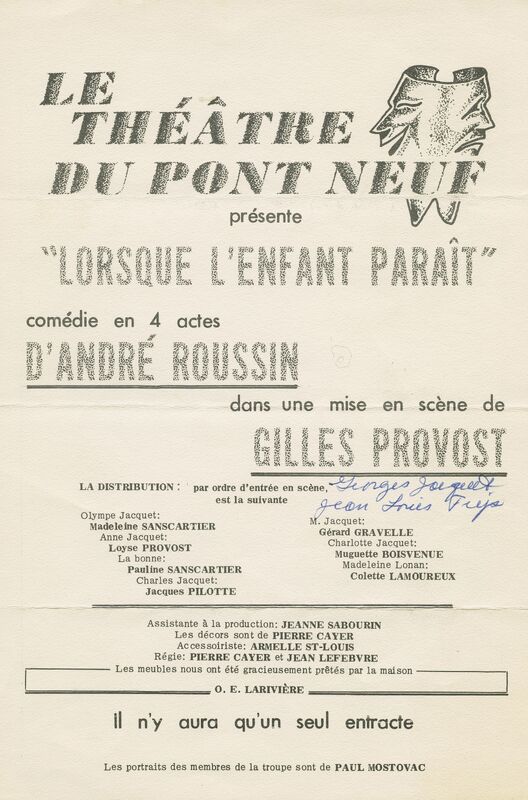 LE
THÉÂTRE
DU PONT NEUF
présente
"LORSQUE L'ENFANT PARAÎT"
comédie en 4 actes
D'ANDRÉ ROUSSIN
dans une mise en scène de
GILLES PROVOST
LA DISTRIBUTION : par ordre d'entrée en scène,
est la suivante
Georges Jacquet
Jean Louis
Olympe Jacquet:
Madeleine SANSCARTIER
Anne Jacquet:
Loyse PROVOST
La bonne:
Pauline SANSCARTIER
Charles Jacquet:
Jacques PILOTTE
M. Jacquet:
Gérard GRAVELLE
Charlotte Jacquet:
Muguette BOISVENUE
Madeleine Lonan:
Colette LAMOUREUX
Assistante à la production: JEANNE SABOURIN
Les décors sont de PIERRE CAYER
Accessoiriste: ARMELLE ST-LOUIS
Régie: PIERRE CAYER et JEAN LEFEBVRE
Les meubles nous ont été gracieusement prêtés par la maison
O. E. LARIVIÈRE
Il n'y aura qu'un seul entracte
Les portraits des membres de la troupe sont de PAUL MOSTOVAC